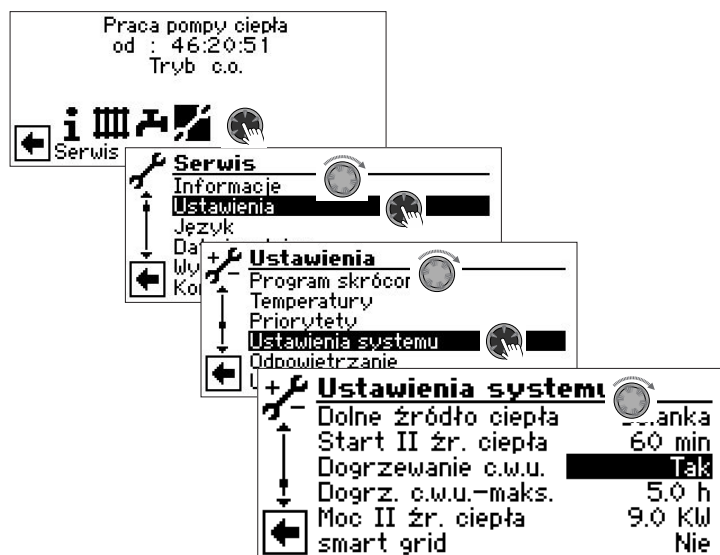 Praca pompy ciepła
od : 46:20:51
Tryb c.o.
Serwis
Serwis
Informacje
Ustawienia
Język
Ustawienia
Temperatury
Priorytety
Ustawienia systemu
Odpowietrzanie
Ustawienia systemu
Dolne źródło ciepła
Start II źr. ciepła 60 min
Dogrzewanie c.w.u. Tak
Dogrz. c.w.u.-maks. 5.0 h
Moc II źr. ciepła 9.0 KW
smart grid Nie